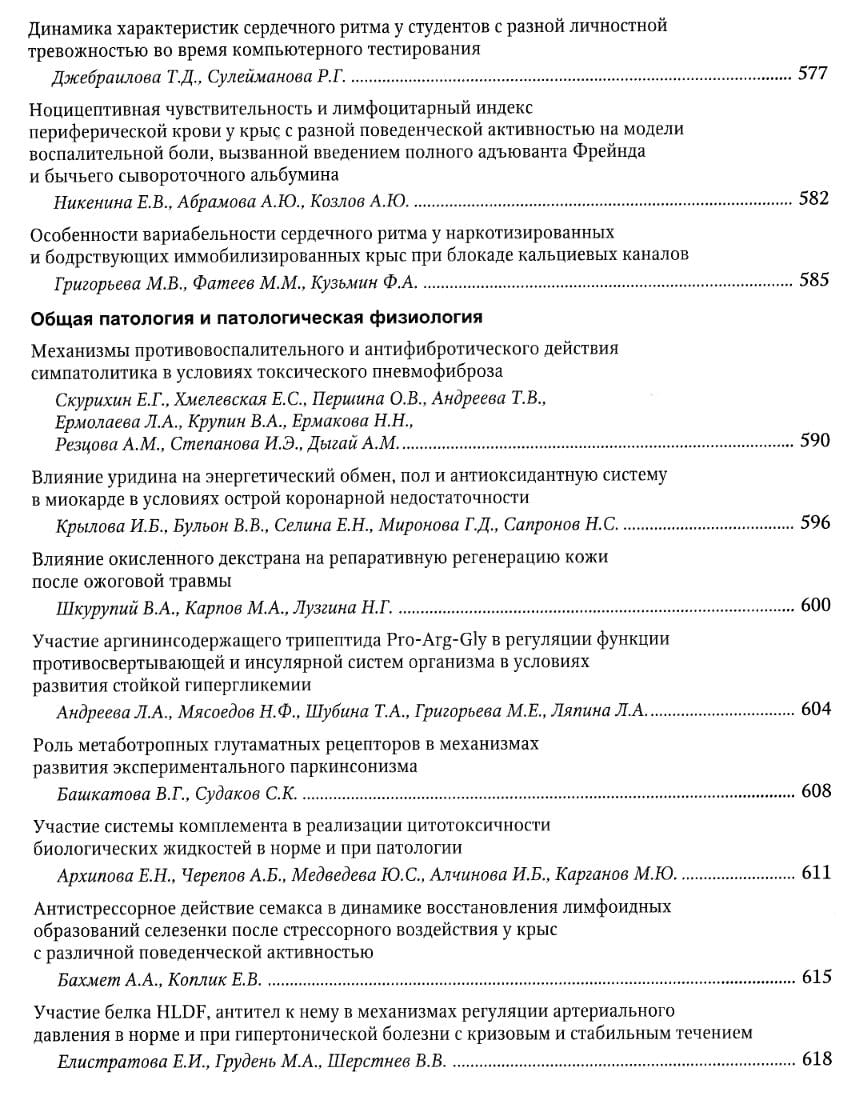 Динамика характеристик сердечного ритма у студентов с разной личностной
тревожностью во время компьютерного тестирования
Джебраилова Т.Д., Сулейманова Р.Г. ........ 577
Ноцицептивная чувствительность и лимфоцитарный индекс
периферической крови у крыс с разной поведенческой активностью на модели
воспалительной боли, вызванной введением полного адъюванта Фрейнда
и бычьего сывороточного альбумина
Никенина Е.В., Абрамова А.Ю., Козлов А.Ю. ........ 582
Особенности вариабельности сердечного ритма у наркотизированных
и бодрствующих иммобилизированных крыс при блокаде кальциевых каналов
Григорьева М.В., Фатеев М.М., Кузьмин Ф.А. ........ 585
Общая патология и патологическая физиология
Механизмы противовоспалительного и антифибротического действия
симпатолитика в условиях токсического пневмофиброза
Скурихин Е.Г., Хмелевская Е.С., Першина О.В., Андреева Т.В.,
Ермолаева Л.А., Крупин В.А., Ермакова Н.Н.,
Резцова А.М., Степанова И.Э., Дыгай А.М. ........ 590
Влияние уридина на энергетический обмен, пол и антиоксидантную систему
в миокарде в условиях острой коронарной недостаточности
Крылова И.Б., Бульон В.В., Селина Е.Н., Миронова Г.Д., Сапронов Н.С. ........ 596
Влияние окисленного декстрана на репаративную регенерацию кожи
после ожоговой травмы
Шкурупий В.А., Карпов М.А., Лузгина Н.Г. ........ 600
Участие аргининсодержащего трипептида Pro-Arg-Gly в регуляции функции
противосвертывающей и инсулярной систем организма в условиях
развития стойкой гипергликемии
Андреева Л.А., Мясоедов Н.Ф., Шубина Т.А., Григорьева М.Е., Ляпина Л.А. ........ 604
Роль метаботропных глутаматных рецепторов в механизмах
развития экспериментального паркинсонизма
Башкатова В.Г., Судаков С.К. ........ 608
Участие системы комплемента в реализации цитотоксичности
биологических жидкостей в норме и при патологии
Архипова Е.Н., Черепов А.Б., Медведева Ю.С., Алчинова И.Б., Карганов М.Ю. ........ 611
Антистрессорное действие семакса в динамике восстановления лимфоидных
образований селезенки после стрессорного воздействия у крыс
с различной поведенческой активностью
Бахмет А.А., Коплик Е.В. ........ 615
Участие белка HLDF, антител к нему в механизмах регуляции артериального
давления в норме и при гипертонической болезни с кризовым и стабильным течением
Елистратова Е.И., Грудень М.А., Шерстнев В.В. ........ 618